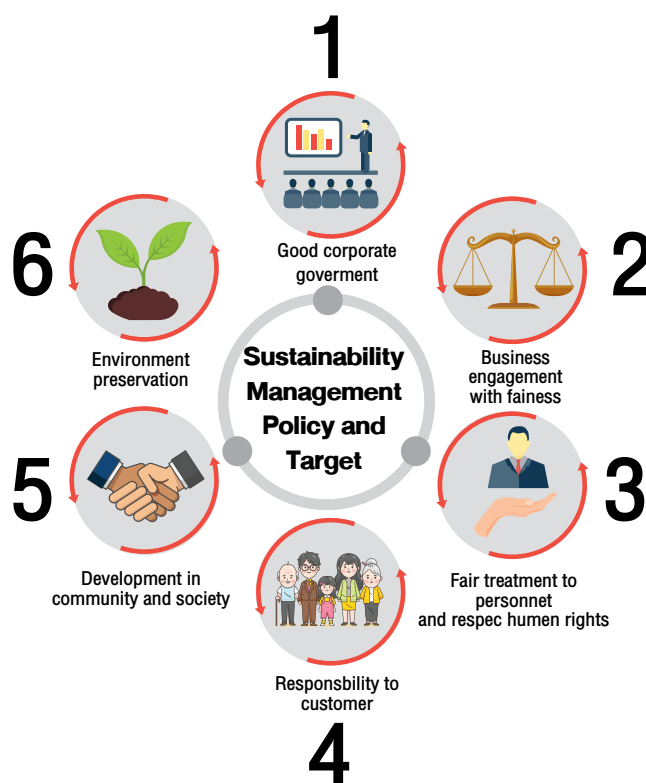 1
Good corporate
goverment
2
Business
engagement
with fainess
3
Fair treatment to
personnet
and respec human rights
4
Responsbility to
customer
5
Development in
community and society
6
Environment
preservation
Sustainability
Management
Policy and
Target